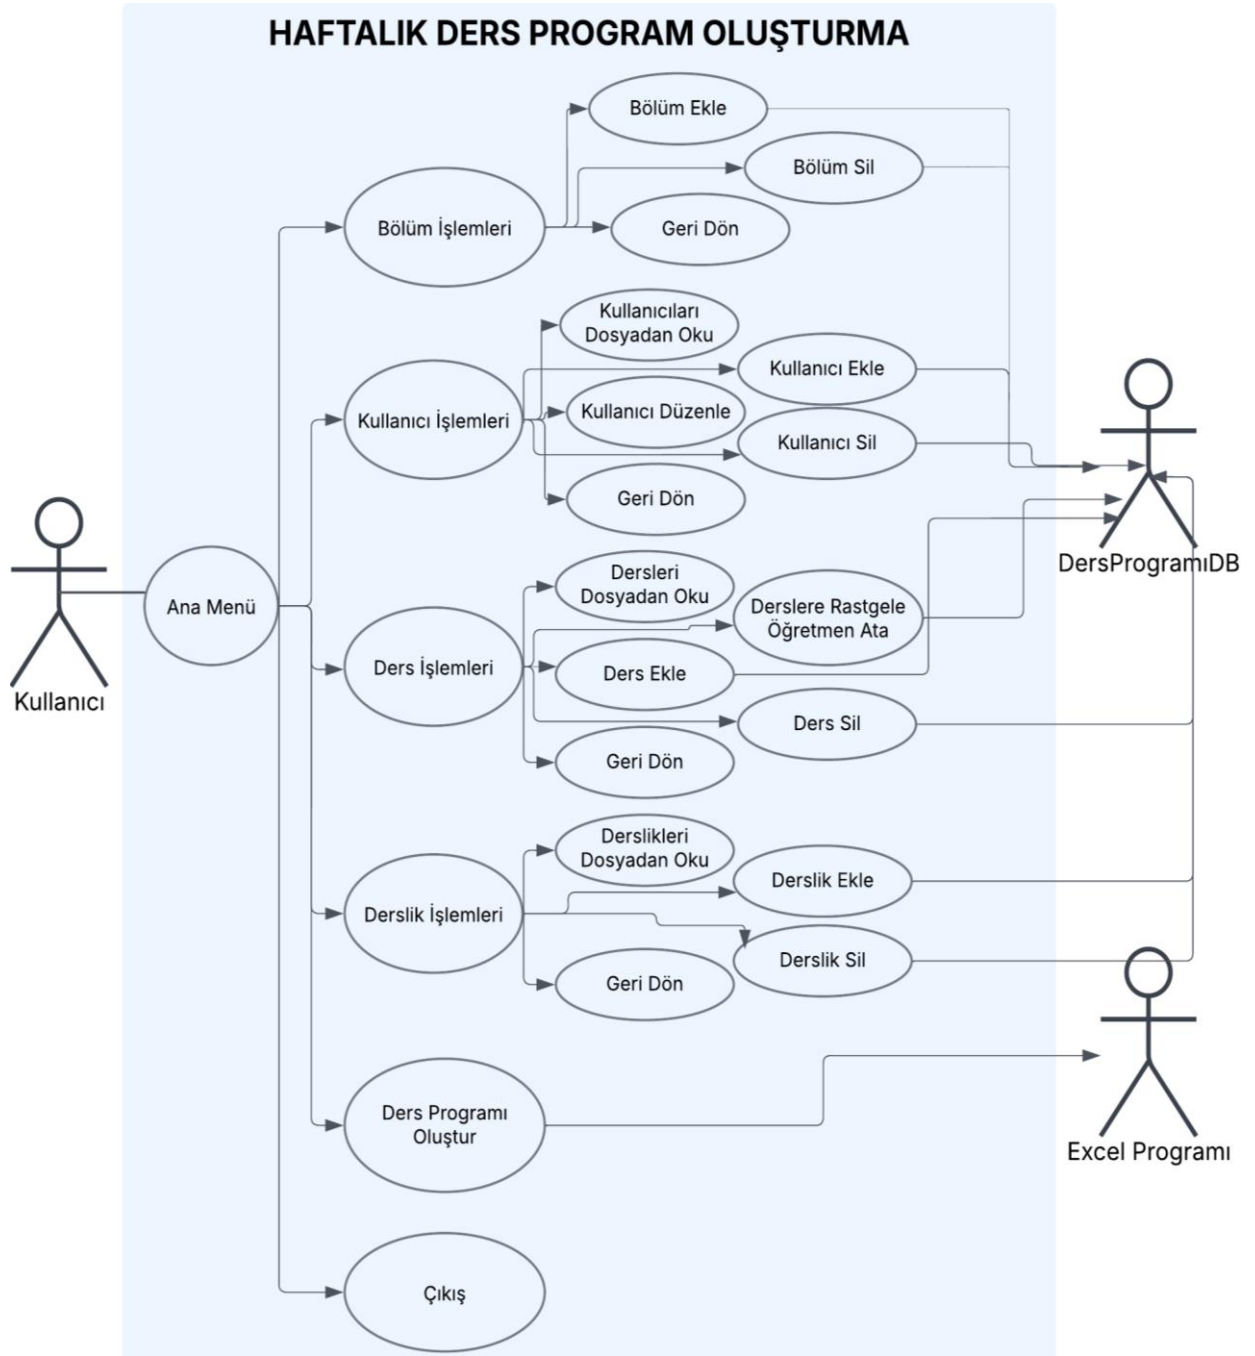 HAFTALIK DERS PROGRAM OLUŞTURMA
Bölüm Ekle
Bölüm Sil
Bölüm İşlemleri
Geri Dön
Kullanıcıları
Dosyadan Oku
Kullanıcı Ekle
Kullanıcı İşlemleri
Kullanıcı Düzenle
Kullanıcı Sil
Geri Dön
DersProgramıDB
Ana Menü
Kullanıcı
Dersleri
Dosyadan Oku
Derslere Rastgele
Öğretmen Ata
Ders İşlemleri
Ders Ekle
Ders Sil
Geri Dön
Derslikleri
Dosyadan Oku
Derslik Ekle
Derslik İşlemleri
Derslik Sil
Geri Dön
Ders Programı
Oluştur
Excel Programı
Çıkış